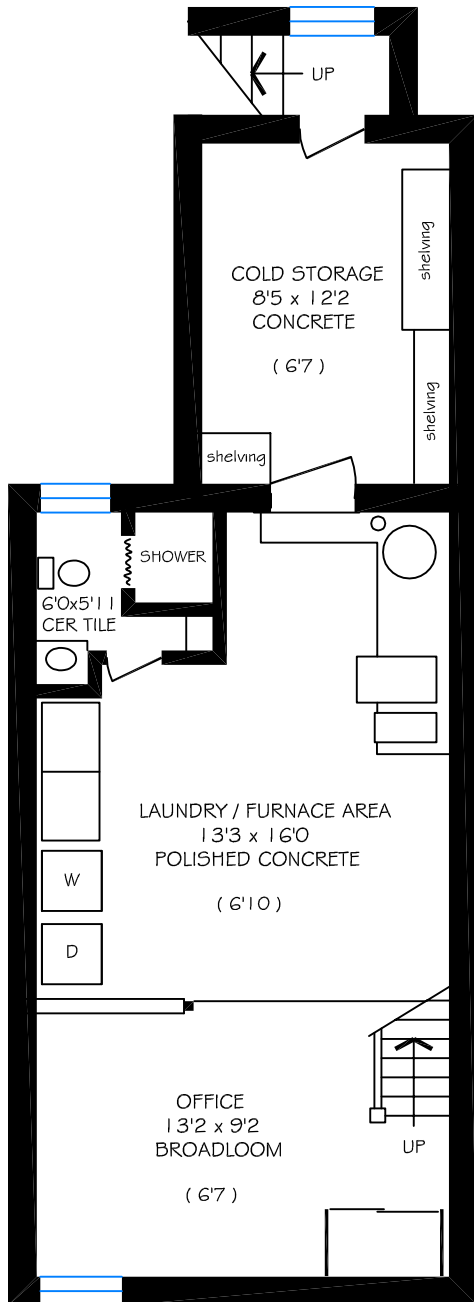 UP
COLD STORAGE
8'5 x 12'2
CONCRETE
( 6'7 )
shelving
shelving
shelving
SHOWER
6'0x5'11
CER TILE
LAUNDRY / FURNACE AREA
13'3 x 16'0
POLISHED CONCRETE
( 6'10 )
W
D
OFFICE
13'2 x 9'2
BROADLOOM
( 6'7 )
UP